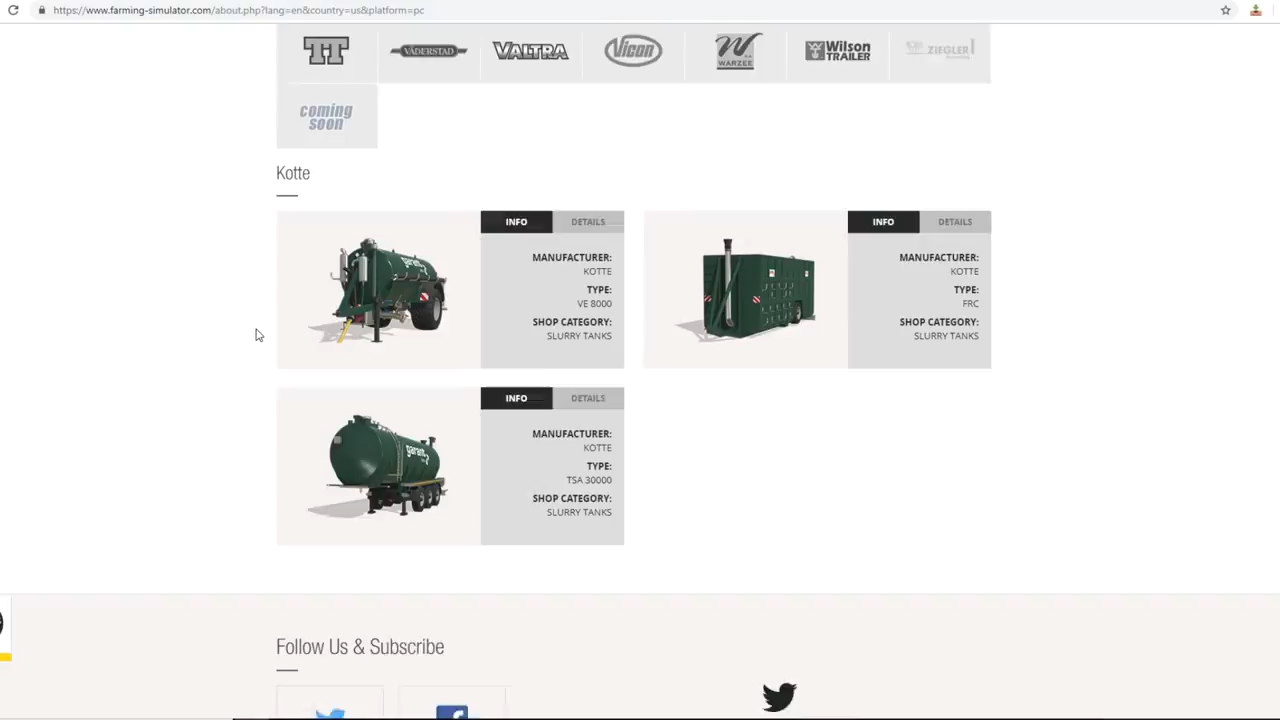 https://www.farming-simulator.com/about.php?lang=en&country=us&platform=pc
TT VÄDERSTAD VALTRA Vicon W WARZEE Wilson TRAILER ZIEGLER
coming soon
Kotte
INFO DETAILS
MANUFACTURER:
KOTTE
TYPE:
VE 8000
SHOP CATEGORY:
SLURRY TANKS
garant
INFO DETAILS
MANUFACTURER:
KOTTE
TYPE:
FRC
SHOP CATEGORY:
SLURRY TANKS
INFO DETAILS
MANUFACTURER:
KOTTE
TYPE:
TSA 30000
SHOP CATEGORY:
SLURRY TANKS
garant
Follow Us & Subscribe